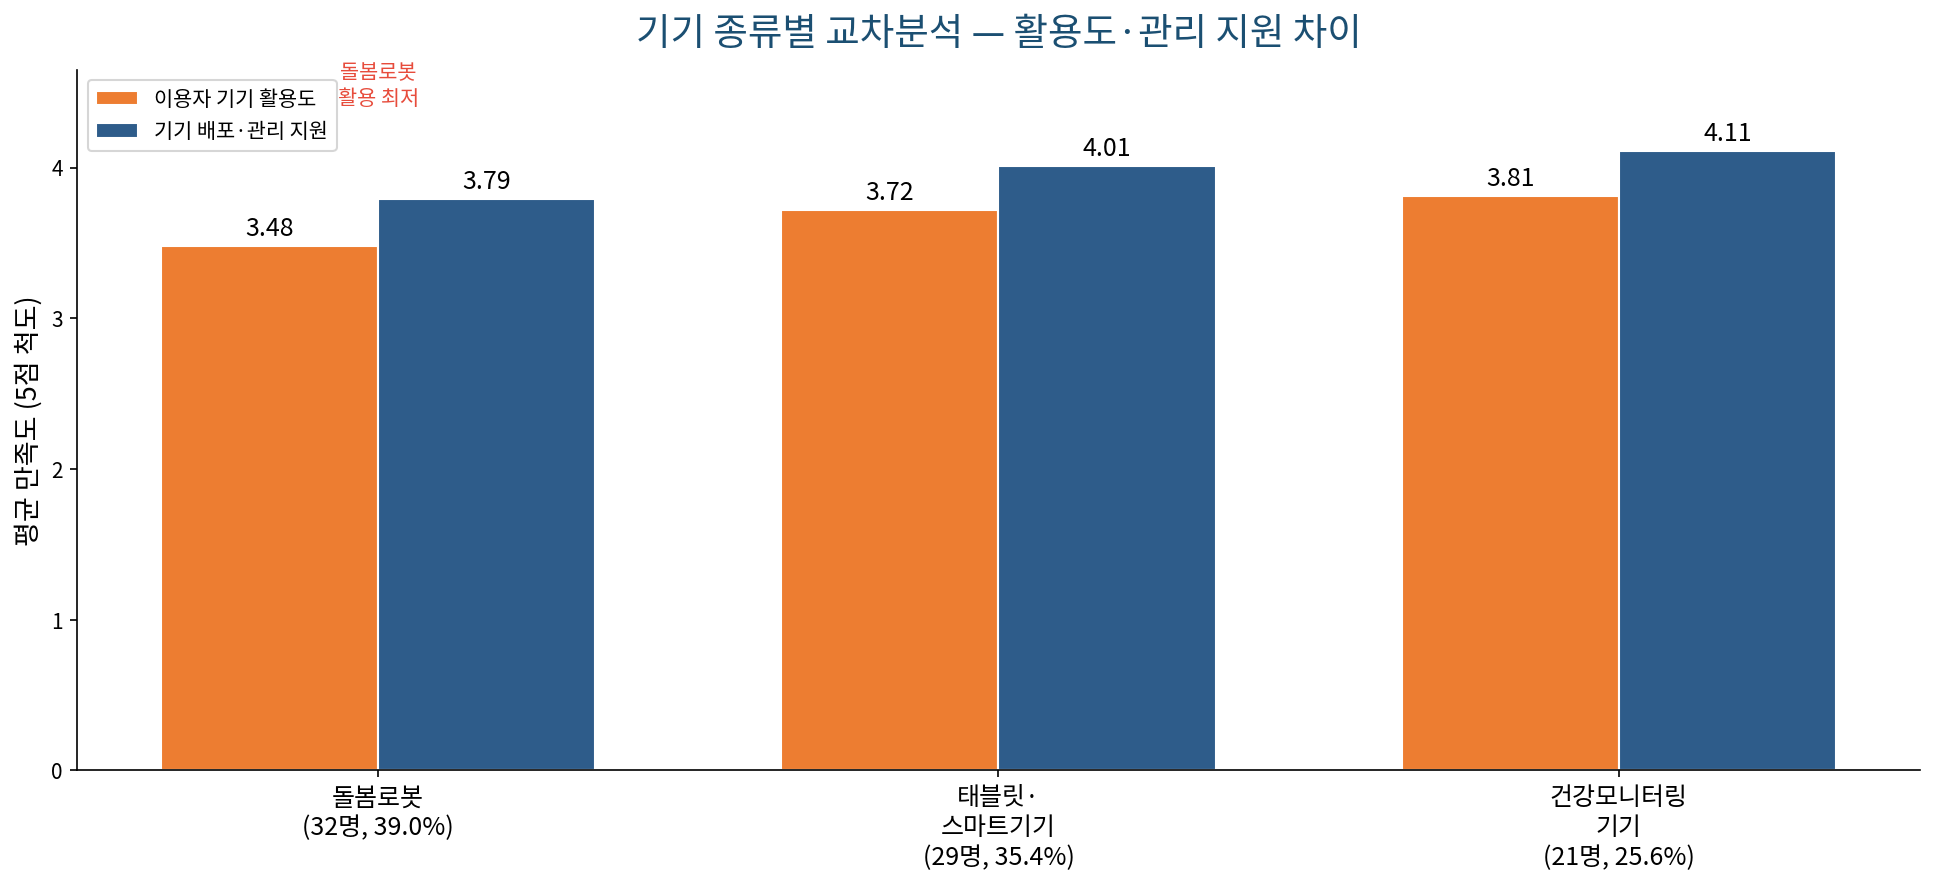 기기 종류별 교차분석 — 활용도·관리 지원 차이
돌봄로봇
활용 최저
이용자 기기 활용도
기기 배포·관리 지원
평균 만족도 (5점 척도)
4
3
2
1
0
3.48
3.79
3.72
4.01
3.81
4.11
돌봄로봇
(32명, 39.0%)
태블릿·
스마트기기
(29명, 35.4%)
건강모니터링
기기
(21명, 25.6%)